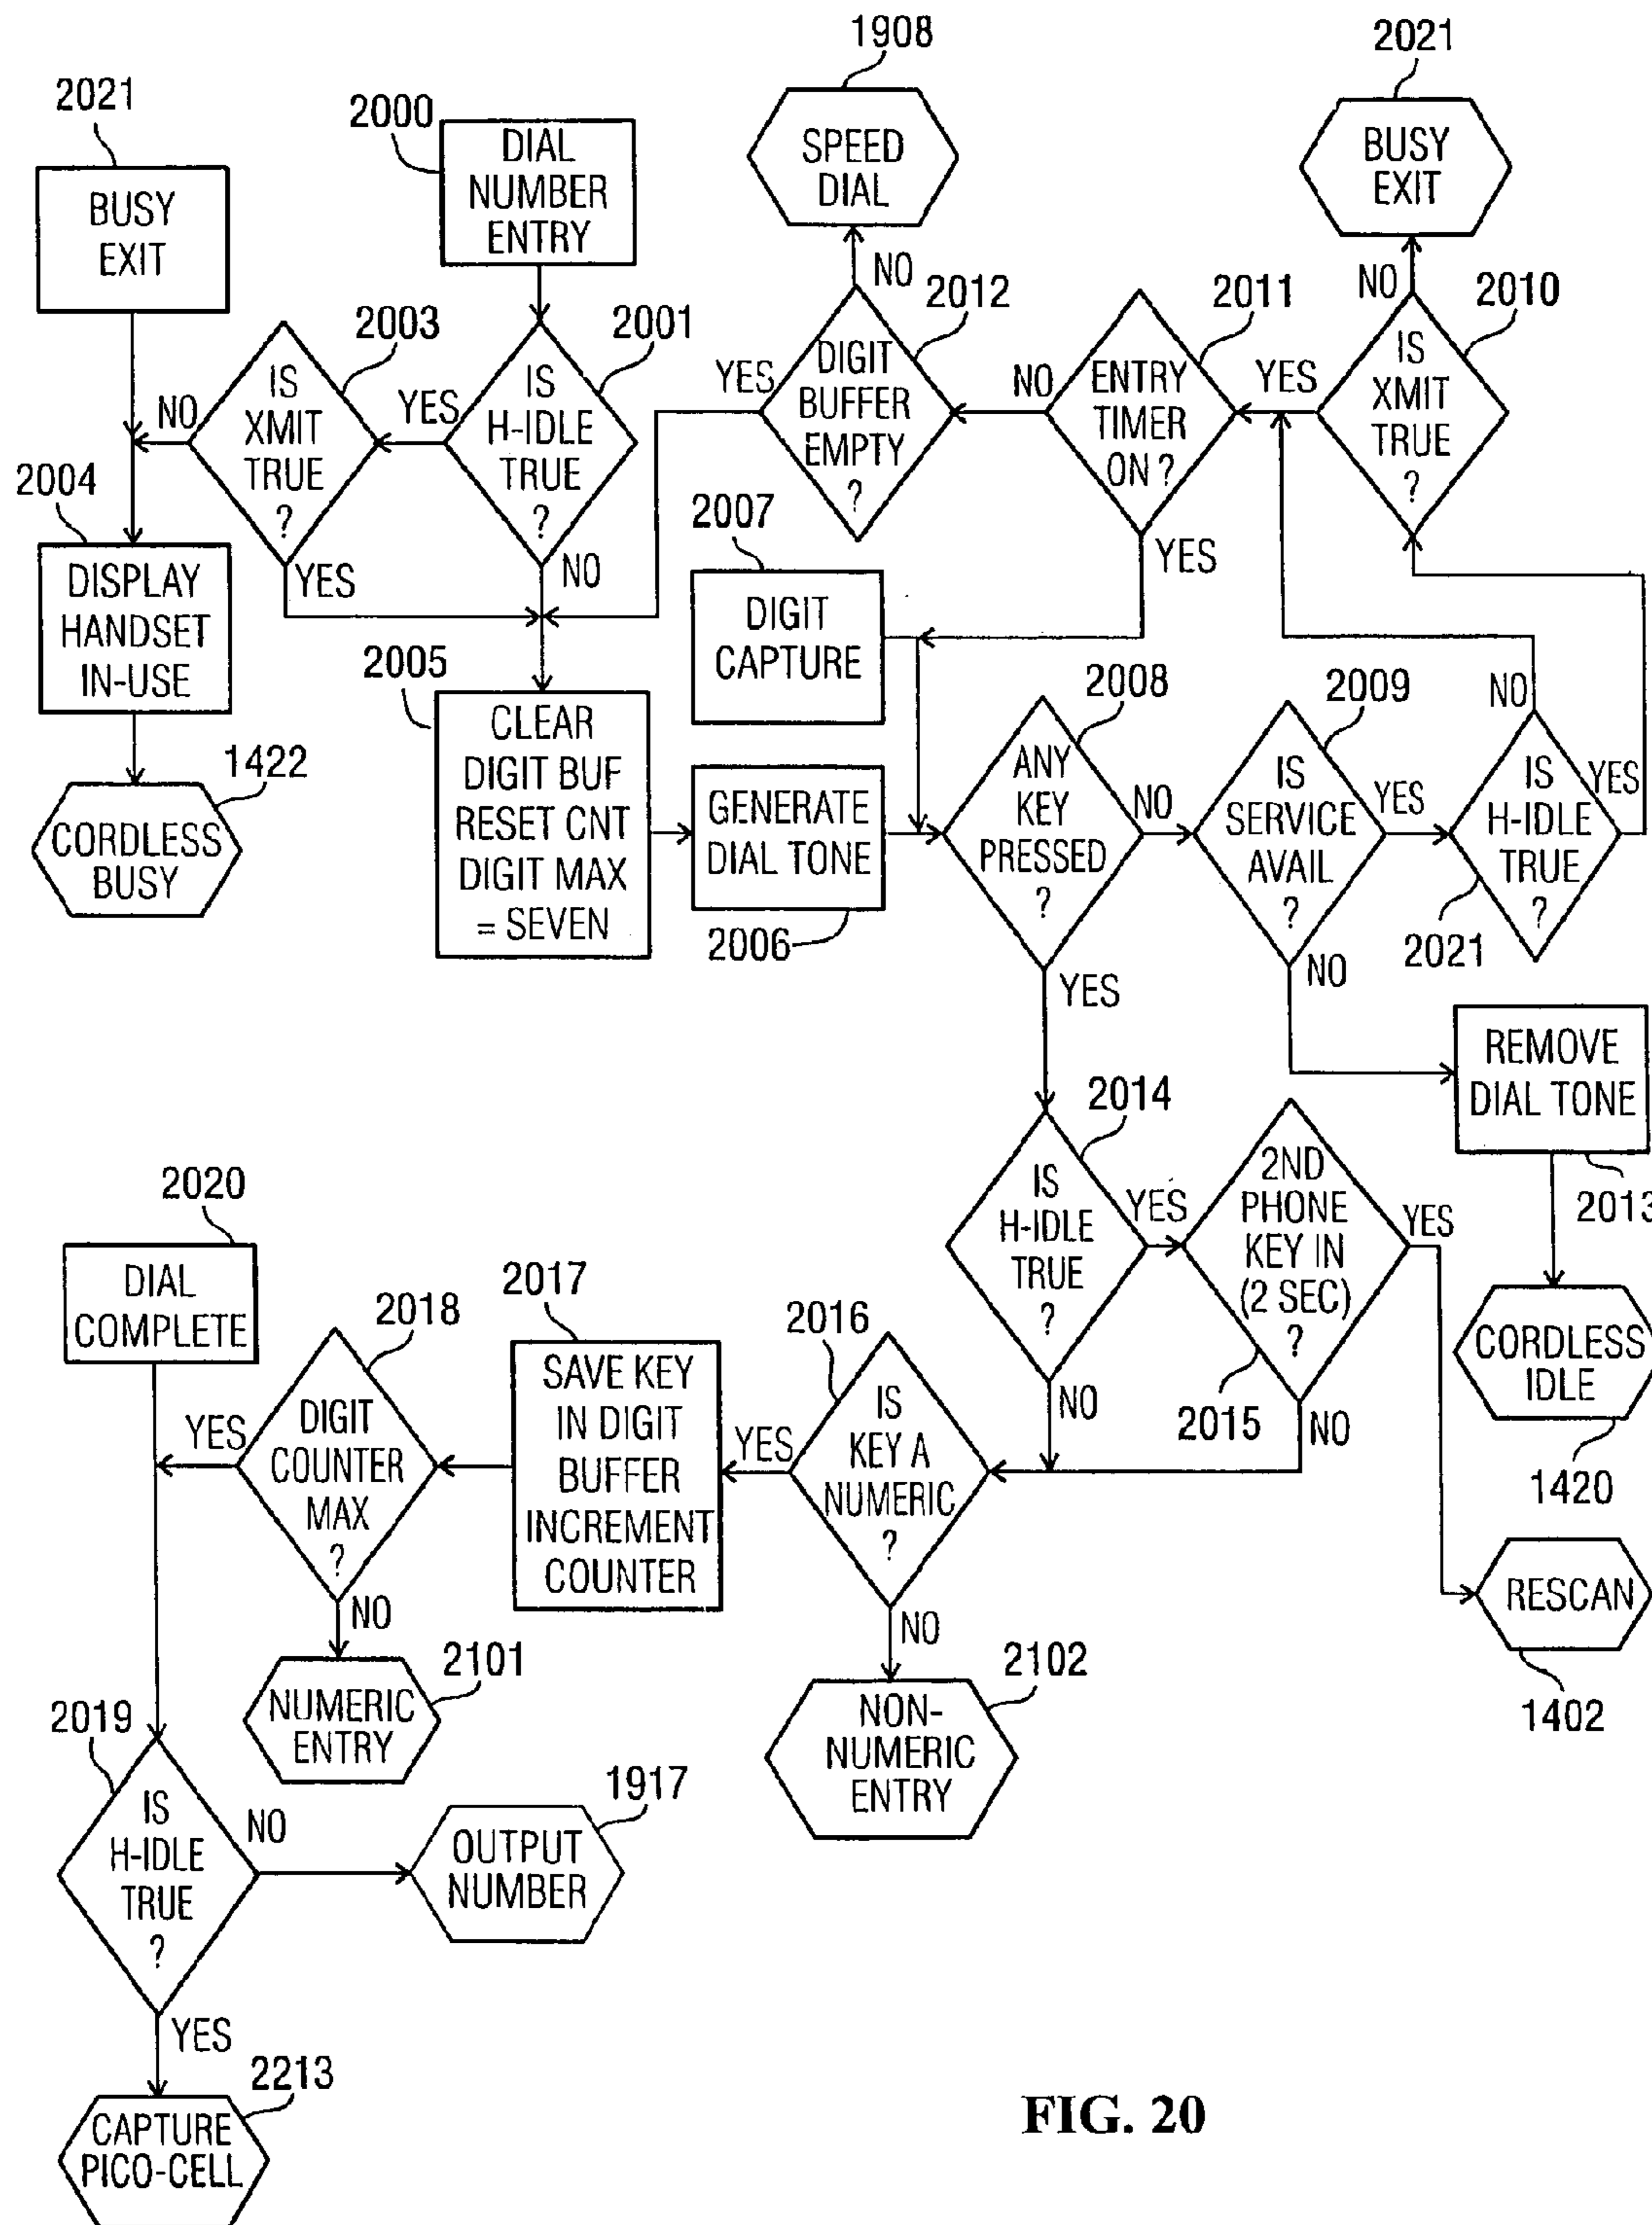 1908
2021
2021
2000
SPEED
DIAL
BUSY
EXIT
BUSY
EXIT
DIAL
NUMBER
ENTRY
NO
2012
2011
NO
2010
2003
2001
IS
XMIT
TRUE
?
NO
YES
IS
H-IDLE
TRUE
?
YES
DIGIT
BUFFER
EMPTY
?
NO
ENTRY
TIMER
ON ?
YES
IS
XMIT
TRUE
?
2004
2007
YES
NO
YES
DISPLAY
HANDSET
IN-USE
DIGIT
CAPTURE
2005
2008
2009
NO
CLEAR
DIGIT BUF
RESET CNT
DIGIT MAX
= SEVEN
1422
GENERATE
DIAL TONE
ANY
KEY
PRESSED
?
NO
IS
SERVICE
AVAIL
?
YES
IS
H-IDLE
TRUE
?
YES
CORDLESS
BUSY
2006
2021
YES
NO
REMOVE
DIAL TONE
2014
2013
2020
IS
H-IDLE
TRUE
?
YES
2ND
PHONE
KEY IN
(2 SEC)
?
YES
DIAL
COMPLETE
2018
2017
2016
NO
2015
NO
CORDLESS
IDLE
1420
YES
DIGIT
COUNTER
MAX
?
SAVE KEY
IN DIGIT
BUFFER
INCREMENT
COUNTER
YES
IS
KEY A
NUMERIC
?
RESCAN
1402
NO
NO
2101
2102
NUMERIC
ENTRY
NON-
NUMERIC
ENTRY
2019
IS
H-IDLE
TRUE
?
NO
1917
OUTPUT
NUMBER
YES
2213
CAPTURE
PICO-CELL
FIG. 20